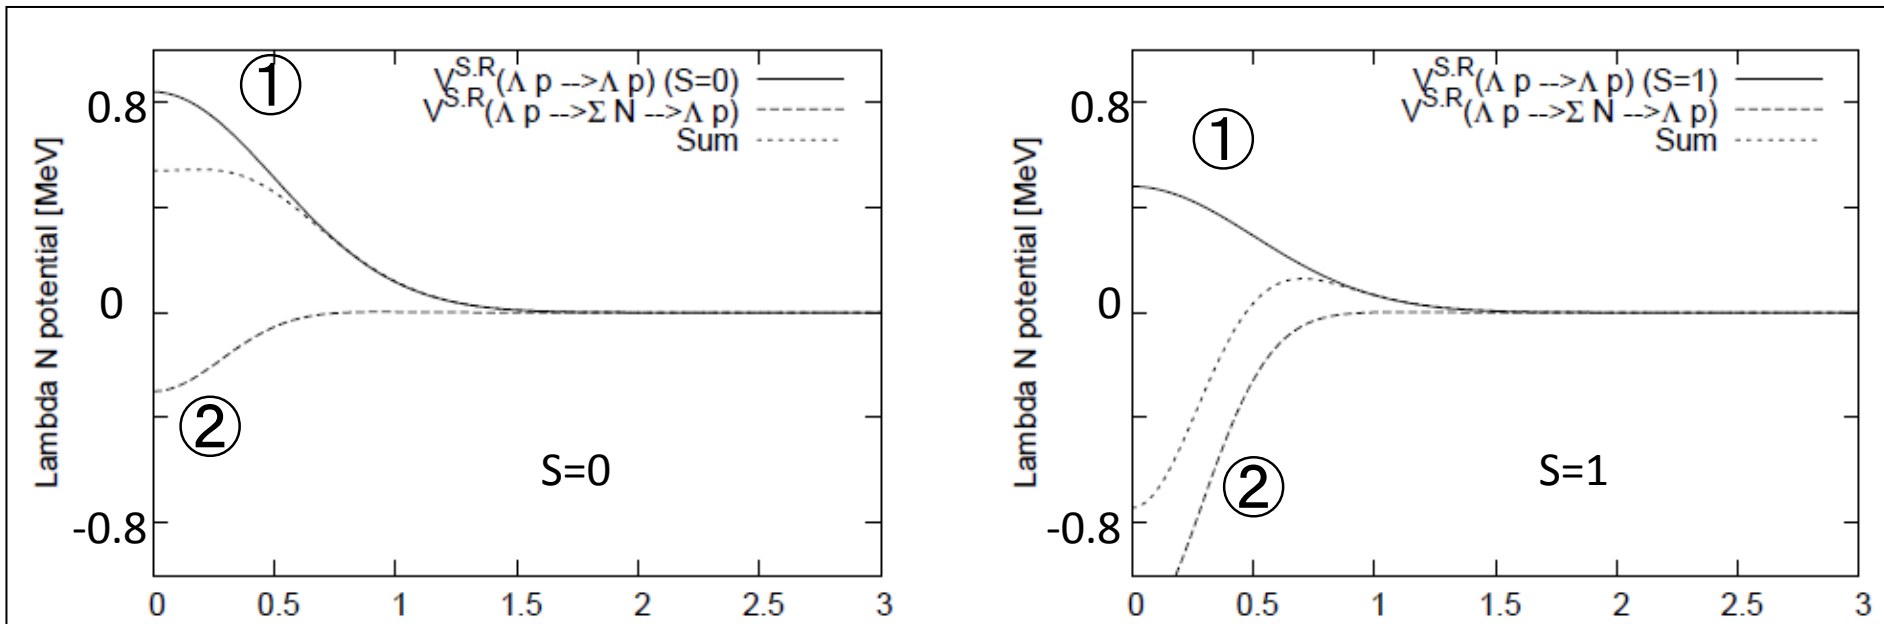 ①
V^S.R(Λ p -->Λ p) (S=0)
V^S.R(Λ p -->Σ N -->Λ p)
Sum
0.8
0
-0.8
Lambda N potential [MeV]
②
S=0
0 0.5 1 1.5 2 2.5 3
①
V^S.R(Λ p -->Λ p) (S=1)
V^S.R(Λ p -->Σ N -->Λ p)
Sum
0.8
0
-0.8
Lambda N potential [MeV]
②
S=1
0 0.5 1 1.5 2 2.5 3